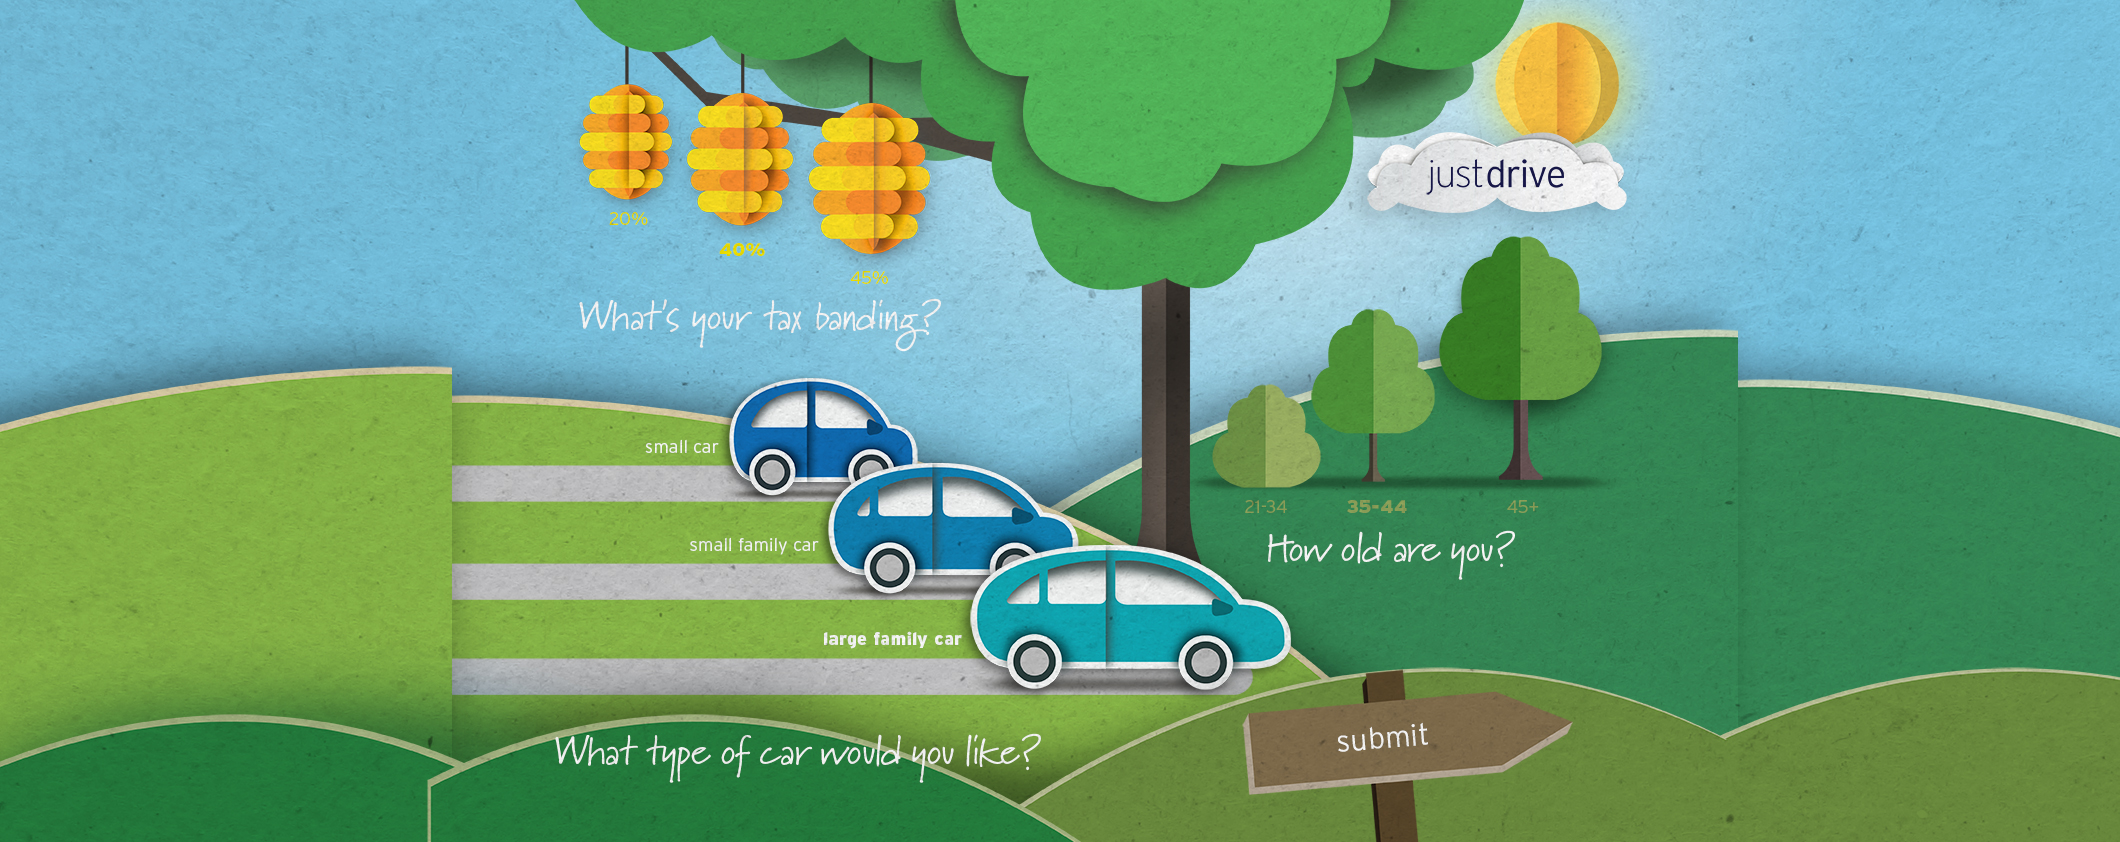 justdrive
20%
40%
45%
What's your tax banding?
small car
small family car
large family car
What type of car would you like?
21-34
35-44
45+
How old are you?
submit